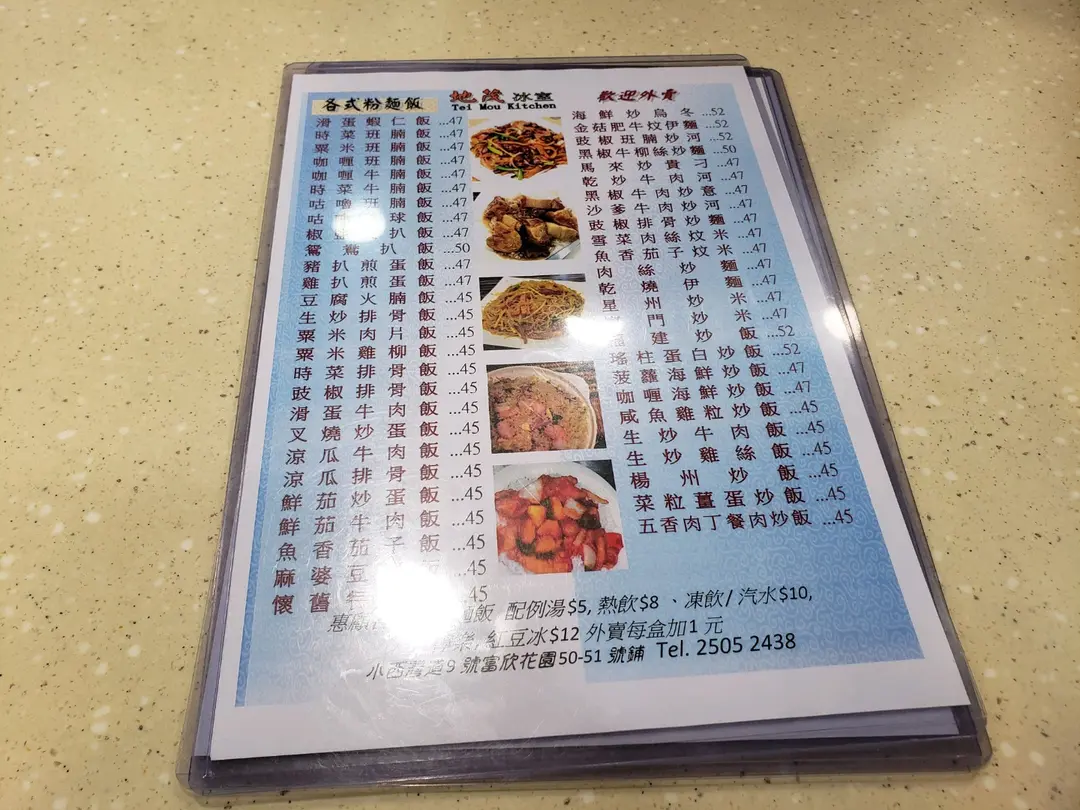 各式粉麵飯
地茂冰室
Tei Mou Kitchen
歡迎外賣
滑蛋蝦仁飯 ...47
時菜班腩飯 ...47
粟米班腩飯 ...47
咖喱班腩飯 ...47
咖喱牛腩飯 ...47
時菜牛腩飯 ...47
咕嚕班腩飯 ...47
咕 球飯 ...47
椒 扒飯 ...47
鴛鴦扒飯 ...50
豬扒煎蛋飯 ...47
雞扒煎蛋飯 ...47
豆腐火腩飯 ...45
生炒排骨飯 ...45
粟米肉片飯 ...45
粟米雞柳飯 ...45
時菜排骨飯 ...45
豉椒排骨飯 ...45
滑蛋牛肉飯 ...45
叉燒炒蛋飯 ...45
涼瓜牛肉飯 ...45
涼瓜排骨飯 ...45
鮮茄炒蛋飯 ...45
鮮茄牛肉飯 ...45
魚香茄子飯 ...45
麻婆豆 飯 ...45
懷舊 ...45
海鮮炒烏冬 ...52
金菇肥牛炆伊麵 ...52
豉椒班腩炒河 ...52
黑椒牛柳絲炒麵 ...50
馬來炒貴刁 ...47
乾炒牛肉河 ...47
黑椒牛肉炒意 ...47
沙爹牛肉炒河 ...47
豉椒排骨炒麵 ...47
雪菜肉絲炆米 ...47
魚香茄子炆米 ...47
肉絲炒麵 ...47
乾燒伊麵 ...47
星州炒米 ...47
門炒米 ...47
建炒飯 ...52
瑤柱蛋白炒飯 ...52
菠蘿海鮮炒飯 ...47
咖喱海鮮炒飯 ...47
咸魚雞粒炒飯 ...45
生炒牛肉飯 ...45
生炒雞絲飯 ...45
楊州炒飯 ...45
菜粒薑蛋炒飯 ...45
五香肉丁餐肉炒飯 ...45
惠顧 麵飯 配例湯$5, 熱飲$8 、凍飲/ 汽水$10,
紅豆冰$12 外賣每盒加1 元
小西灣道9 號富欣花園50-51 號鋪 Tel. 2505 2438